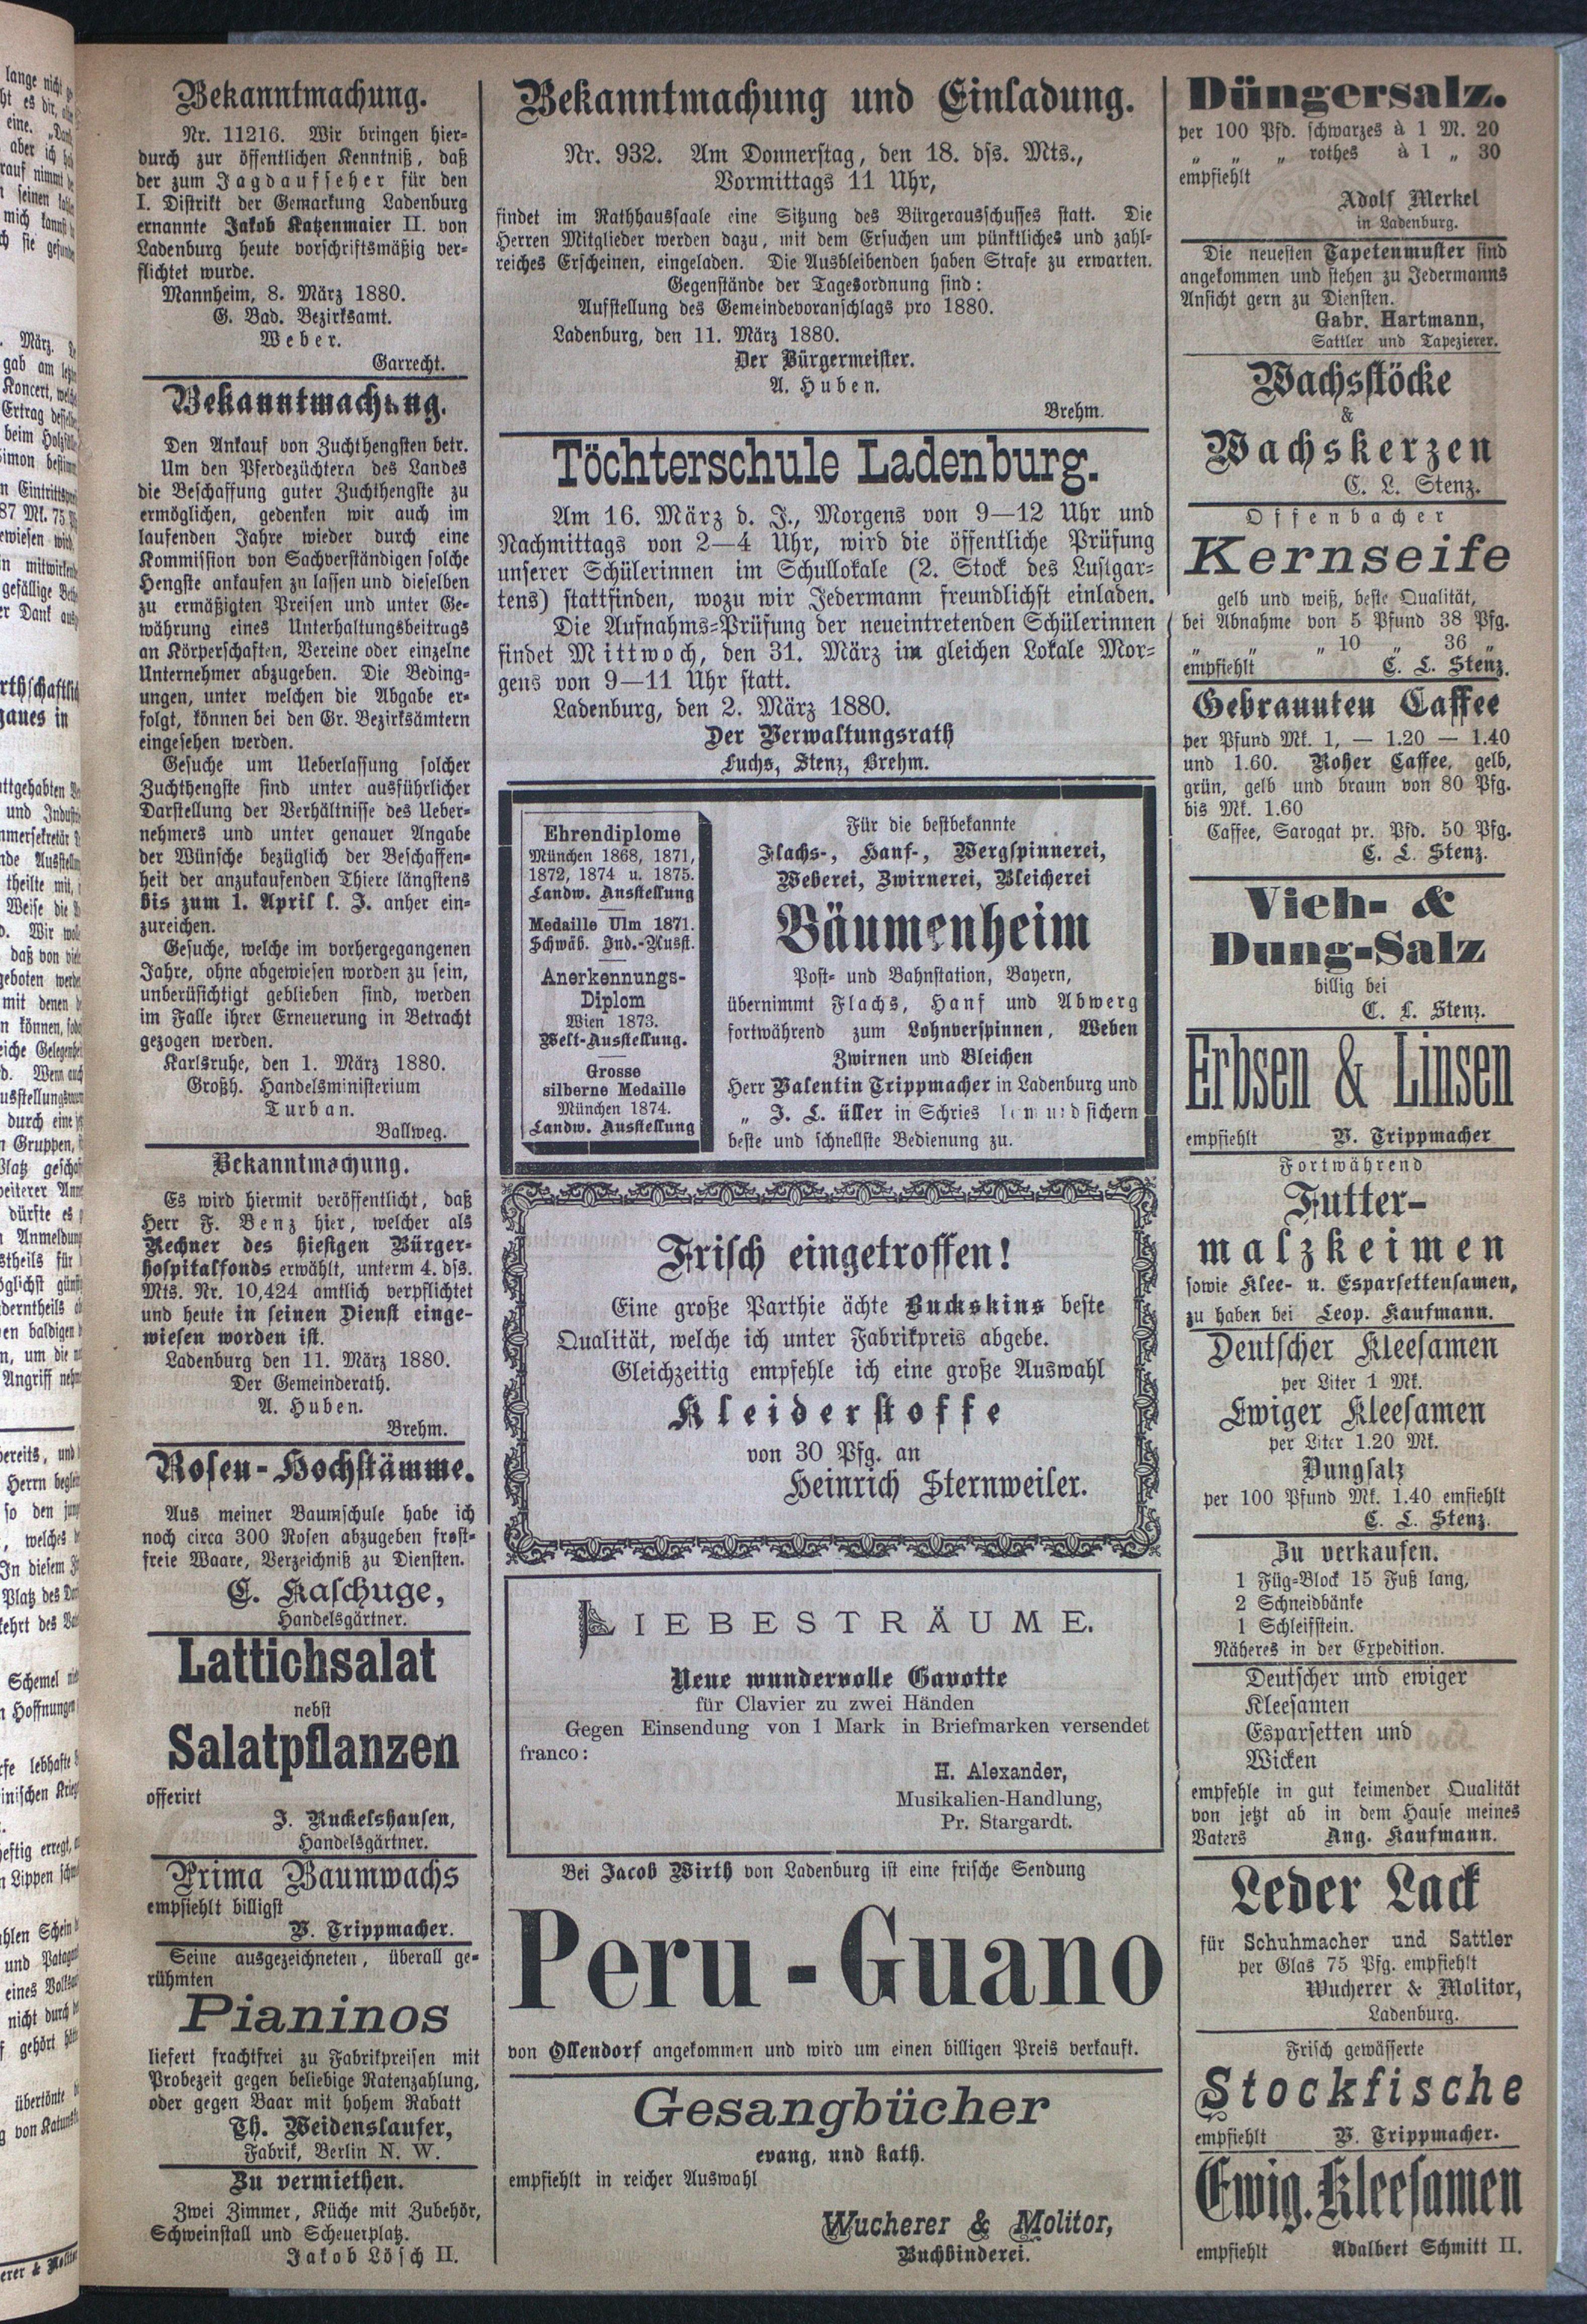 Bekanntmachung.
Nr. 11216. Wir bringen hier-
durch zur öffentlichen Kenntniß, daß
der zum Jagdaufseher für den
I. Distrikt der Gemarkung Ladenburg
ernannte Jakob Katzenmaier II. von
Ladenburg heute vorschriftsmäßig ver-
pflichtet wurde.
Mannheim, 8. März 1880.
G. Bad. Bezirksamt.
Weber.
Garrecht.
Bekanntmachung.
Den Ankauf von Zuchthengsten betr.
Um den Pferdezüchtern des Landes
die Beschaffung guter Zuchthengste zu
ermöglichen, gedenken wir auch im
laufenden Jahre wieder durch eine
Kommission von Sachverständigen solche
Hengste ankaufen zu lassen und dieselben
zu ermäßigten Preisen und unter Ge-
währung eines Unterhaltungsbeitrugs
an Körperschaften, Vereine oder einzelne
Unternehmer abzugeben. Die Beding-
ungen, unter welchen die Abgabe er-
folgt, können bei den Gr. Bezirksämtern
eingesehen werden.
Gesuche um Ueberlassung solcher
Zuchthengste sind unter ausführlicher
Darstellung der Verhältnisse des Ueber-
nehmers und unter genauer Angabe
der Wünsche bezüglich der Beschaffen-
heit der anzukaufenden Thiere längstens
bis zum 1. April l. J. anher ein-
zureichen.
Gesuche, welche im vorhergegangenen
Jahre, ohne abgewiesen worden zu sein,
unberüsichtigt geblieben sind, werden
im Falle ihrer Erneuerung in Betracht
gezogen werden.
Karlsruhe, den 1. März 1880.
Großh. Handelsministerium
Turban.
Ballweg.
Bekanntmachung.
Es wird hiermit veröffentlicht, daß
Herr F. Benz hier, welcher als
Rechner des hiesigen Bürger-
hospitalfonds erwählt, unterm 4. dss.
Mts. Nr. 10,424 amtlich verpflichtet
und heute in seinen Dienst einge-
wiesen worden ist.
Ladenburg den 11. März 1880.
Der Gemeinderath.
A. Huben.
Brehm.
Rosen-Hochstämme.
Aus meiner Baumschule habe ich
noch circa 300 Rosen abzugeben frost-
freie Waare, Verzeichniß zu Diensten.
C. Kaschuge,
Handelsgärtner.
Lattichsalat
nebst
Salatpflanzen
offerirt
J. Ruckelshausen,
Handelsgärtner.
Prima Baumwachs
empfiehlt billigst
V. Trippmacher.
Seine ausgezeichneten, überall ge-
rühmten
Pianinos
liefert frachtfrei zu Fabrikpreisen mit
Probezeit gegen beliebige Ratenzahlung,
oder gegen Baar mit hohem Rabatt
Th. Weidenslaufer,
Fabrik, Berlin N. W.
Zu vermiethen.
Zwei Zimmer, Küche mit Zubehör,
Schweinstall und Scheuerplatz.
Jakob Lösch II.
Bekanntmachung und Einladung.
Nr. 932. Am Donnerstag, den 18. dss. Mts.,
Vormittags 11 Uhr,
findet im Rathhaussaale eine Sitzung des Bürgerausschusses statt. Die
Herren Mitglieder werden dazu, mit dem Ersuchen um pünktliches und zahl-
reiches Erscheinen, eingeladen. Die Ausbleibenden haben Strafe zu erwarten.
Gegenstände der Tagesordnung sind:
Aufstellung des Gemeindevoranschlags pro 1880.
Ladenburg, den 11. März 1880.
Der Bürgermeister.
A. Huben.
Brehm.
Töchterschule Ladenburg.
Am 16. März d. J., Morgens von 9—12 Uhr und
Nachmittags von 2—4 Uhr, wird die öffentliche Prüfung
unserer Schülerinnen im Schullokale (2. Stock des Lustgar-
tens) stattfinden, wozu wir Jedermann freundlichst einladen.
Die Aufnahms-Prüfung der neueintretenden Schülerinnen
findet Mittwoch, den 31. März im gleichen Lokale Mor-
gens von 9—11 Uhr statt.
Ladenburg, den 2. März 1880.
Der Verwaltungsrath
Fuchs, Stenz, Brehm.
Ehrendiplome
München 1868, 1871,
1872, 1874 u. 1875.
Landw. Ausstellung
Medaille Ulm 1871.
Schwäb. Ind.-Ausst.
Anerkennungs-
Diplom
Wien 1873.
Welt-Ausstellung.
Grosse
silberne Medaille
München 1874.
Landw. Ausstellung
Für die bestbekannte
Flachs-, Hanf-, Wergspinnerei,
Weberei, Zwirnerei, Bleicherei
Bäumenheim
Post- und Bahnstation, Bayern,
übernimmt Flachs, Hanf und Abwerg
fortwährend zum Lohnverspinnen, Weben
Zwirnen und Bleichen
Herr Valentin Trippmacher in Ladenburg und
„ J. L. üller in Schries und sichern
beste und schnellste Bedienung zu.
Frisch eingetroffen!
Eine große Parthie ächte Buckskins beste
Qualität, welche ich unter Fabrikpreis abgebe.
Gleichzeitig empfehle ich eine große Auswahl
Kleiderstoffe
von 30 Pfg. an
Heinrich Sternweiler.
LIEBESTRÄUME.
Neue wundervolle Gavotte
für Clavier zu zwei Händen
Gegen Einsendung von 1 Mark in Briefmarken versendet
franco:
H. Alexander,
Musikalien-Handlung,
Pr. Stargardt.
Bei Jacob Wirth von Ladenburg ist eine frische Sendung
Peru-Guano
von Ollendorf angekommen und wird um einen billigen Preis verkauft.
Gesangbücher
evang. und kath.
empfiehlt in reicher Auswahl
Wucherer & Molitor,
Buchbinderei.
Düngersalz.
per 100 Pfd. schwarzes à 1 M. 20
„ „ „ rothes à 1 „ 30
empfiehlt
Adolf Merkel
in Ladenburg.
Die neuesten Tapetenmuster sind
angekommen und stehen zu Jedermanns
Ansicht gern zu Diensten.
Gabr. Hartmann,
Sattler und Tapezierer.
Wachsstöcke
&
Wachskerzen
C. L. Stenz.
Offenbacher
Kernseife
gelb und weiß, beste Qualität,
bei Abnahme von 5 Pfund 38 Pfg.
„ „ „ 10 „ 36 „
empfiehlt C. L. Stenz.
Gebrannten Caffee
per Pfund Mk. 1, — 1.20 — 1.40
und 1.60. Roher Caffee, gelb,
grün, gelb und braun von 80 Pfg.
bis Mk. 1.60
Caffee, Sarogat pr. Pfd. 50 Pfg.
C. L. Stenz.
Vieh- &
Dung-Salz
billig bei
C. L. Stenz.
Erbsen & Linsen
empfiehlt V. Trippmacher
Fortwährend
Futter-
malzkeimen
sowie Klee- u. Esparsettensamen,
zu haben bei Leop. Kaufmann.
Deutscher Kleesamen
per Liter 1 Mk.
Ewiger Kleesamen
per Liter 1.20 Mk.
Dungsalz
per 100 Pfund Mk. 1.40 emfiehlt
C. L. Stenz.
Zu verkaufen.
1 Füg-Block 15 Fuß lang,
2 Schneidbänke
1 Schleifstein.
Näheres in der Expedition.
Deutscher und ewiger
Kleesamen
Esparsetten und
Wicken
empfehle in gut keimender Qualität
von jetzt ab in dem Hause meines
Vaters Aug. Kaufmann.
Leder Lack
für Schuhmacher und Sattler
per Glas 75 Pfg. empfiehlt
Wucherer & Molitor,
Ladenburg.
Frisch gewässerte
Stockfische
empfiehlt V. Trippmacher.
Ewig. Kleesamen
empfiehlt Adalbert Schmitt II.